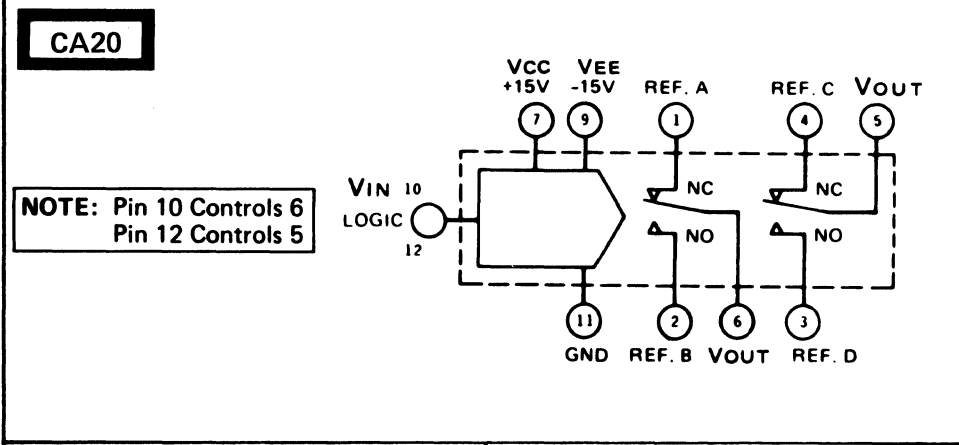 CA20
VCC VEE
+15V -15V REF. A REF. C VOUT
7 9 1 4 5
VIN 10
LOGIC
12
NC NC
NO NO
NOTE: Pin 10 Controls 6
Pin 12 Controls 5
11 2 6 3
GND REF. B VOUT REF. D